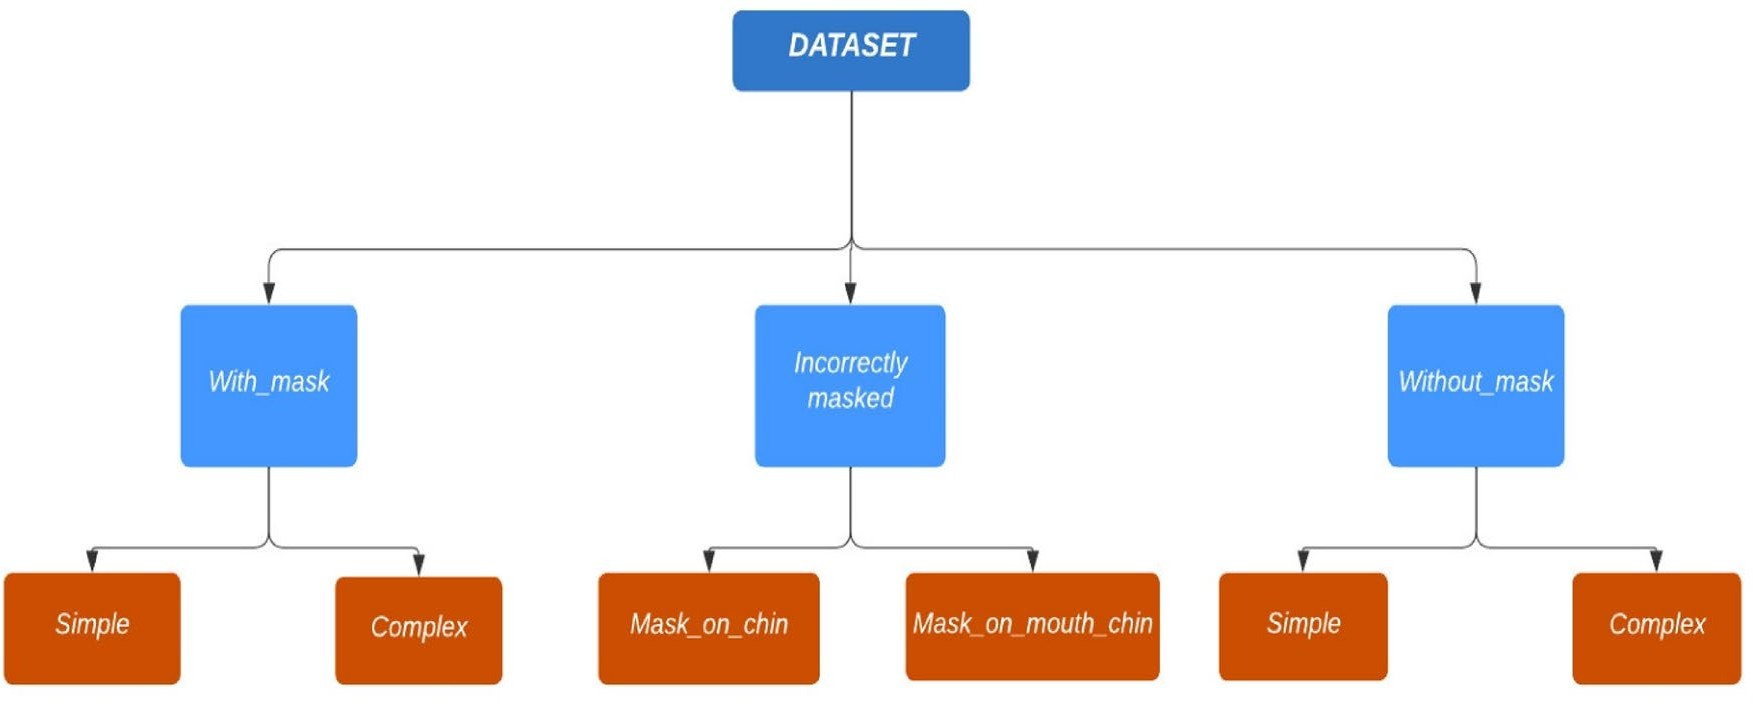 DATASET
With_mask
Incorrectly
masked
Without_mask
Simple
Complex
Mask_on_chin
Mask_on_mouth_chin
Simple
Complex